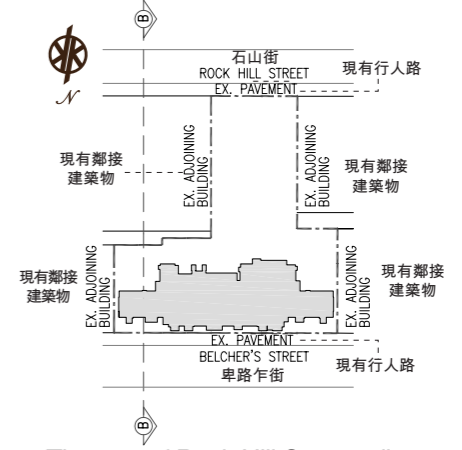 B
石山街
ROCK HILL STREET
現有行人路
EX. PAVEMENT
N
現有鄰接
建築物
EX. ADJOINING
BUILDING
EX. ADJOINING
BUILDING
現有鄰接
建築物
現有鄰接
建築物
EX. ADJOINING
BUILDING
EX. ADJOINING
BUILDING
現有鄰接
建築物
EX. PAVEMENT
BELCHER'S STREET
現有行人路
卑路乍街
B